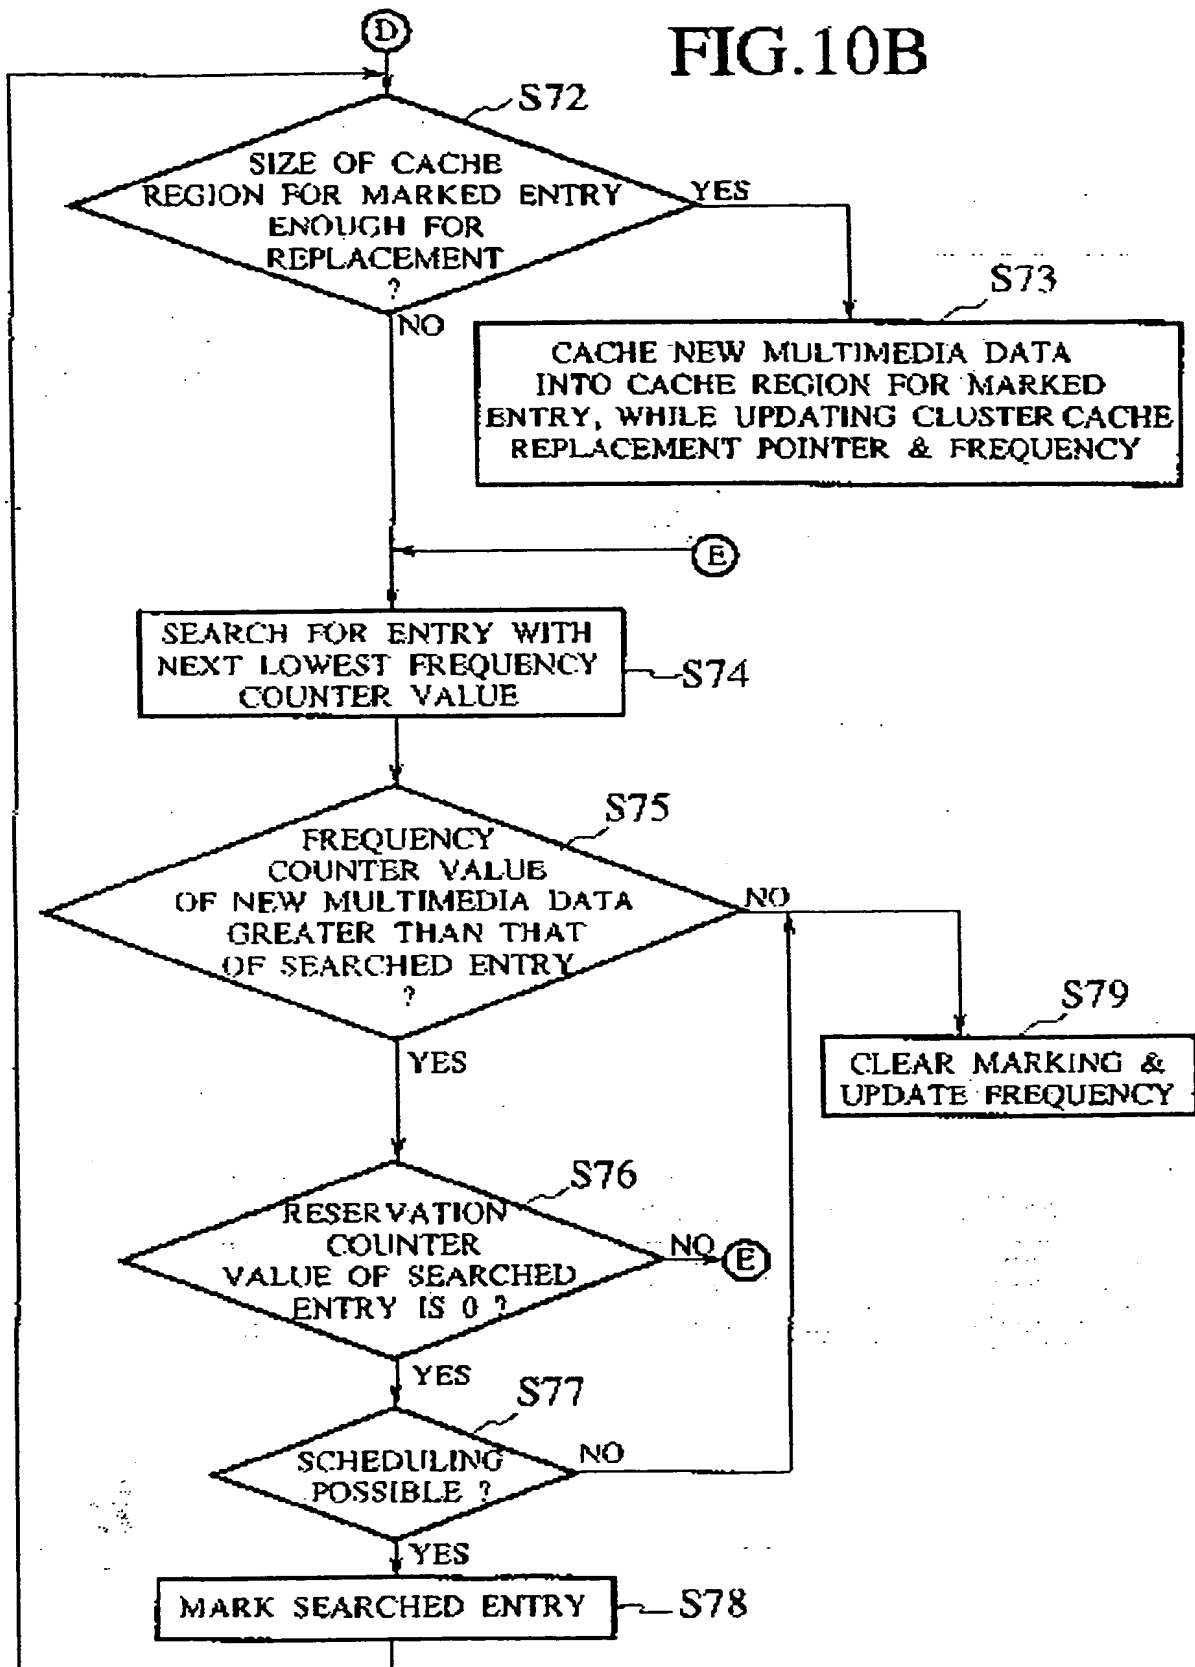 D
FIG.10B
S72
SIZE OF CACHE
REGION FOR MARKED ENTRY
ENOUGH FOR
REPLACEMENT
?
YES
NO
S73
CACHE NEW MULTIMEDIA DATA
INTO CACHE REGION FOR MARKED
ENTRY, WHILE UPDATING CLUSTER CACHE
REPLACEMENT POINTER & FREQUENCY
E
SEARCH FOR ENTRY WITH
NEXT LOWEST FREQUENCY
COUNTER VALUE
S74
S75
FREQUENCY
COUNTER VALUE
OF NEW MULTIMEDIA DATA
GREATER THAN THAT
OF SEARCHED ENTRY
?
NO
YES
S79
CLEAR MARKING &
UPDATE FREQUENCY
S76
RESERVATION
COUNTER
VALUE OF SEARCHED
ENTRY IS 0 ?
NO
E
YES
S77
SCHEDULING
POSSIBLE ?
NO
YES
MARK SEARCHED ENTRY
S78